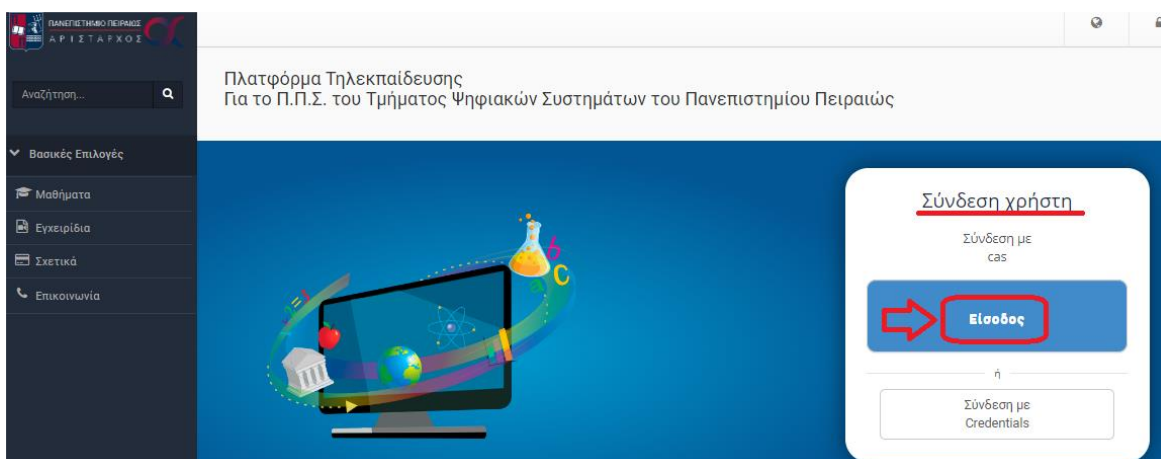 ΠΑΝΕΠΙΣΤΗΜΙΟ ΠΕΙΡΑΙΩΣ
ΑΡΙΣΤΑΡΧΟΣ
Αναζήτηση...
Βασικές Επιλογές
Μαθήματα
Εγχειρίδια
Σχετικά
Επικοινωνία
Πλατφόρμα Τηλεκπαίδευσης
Για το Π.Π.Σ. του Τμήματος Ψηφιακών Συστημάτων του Πανεπιστημίου Πειραιώς
b
a
C
Σύνδεση χρήστη
Σύνδεση με
cas
Είσοδος
ή
Σύνδεση με
Credentials